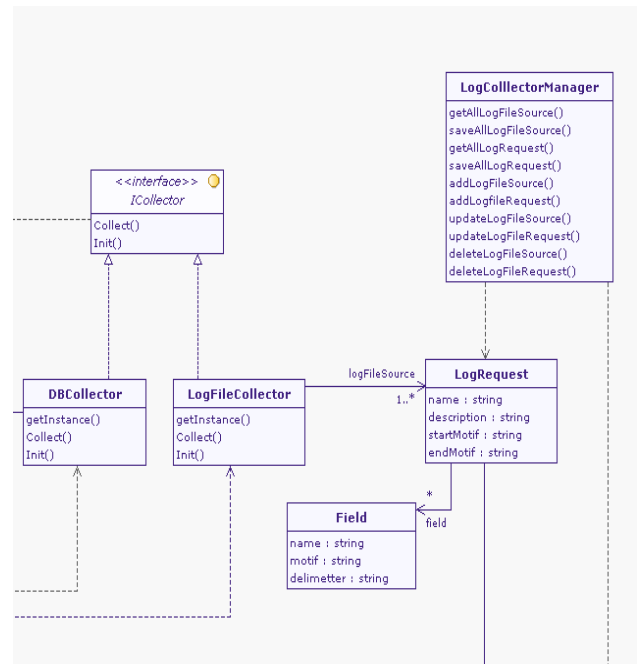 LogColllectorManager
getAllLogFileSource()
saveAllLogFileSource()
getAllLogRequest()
saveAllLogRequest()
addLogFileSource()
addLogfileRequest()
updateLogFileSource()
updateLogFileRequest()
deleteLogFileSource()
deleteLogFileRequest()
<<interface>>
ICollector
Collect()
Init()
DBCollector
getInstance()
Collect()
Init()
LogFileCollector
getInstance()
Collect()
Init()
logFileSource
1..*
LogRequest
name : string
description : string
startMotif : string
endMotif : string
*
field
Field
name : string
motif : string
delimetter : string